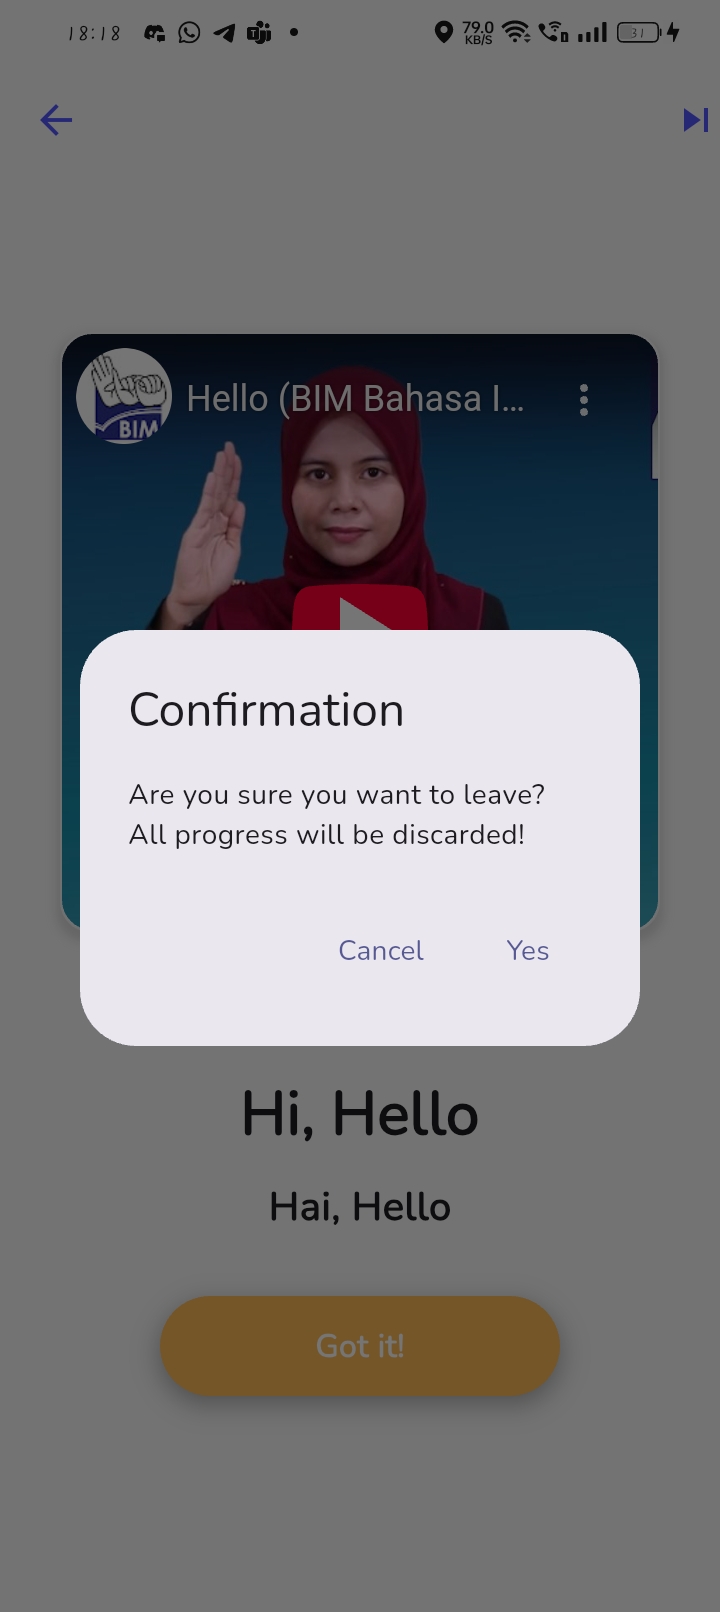 18:18
79.0
KB/S
31
Hello (BIM Bahasa I...
BIM
Confirmation
Are you sure you want to leave?
All progress will be discarded!
Cancel
Yes
Hi, Hello
Hai, Hello
Got it!